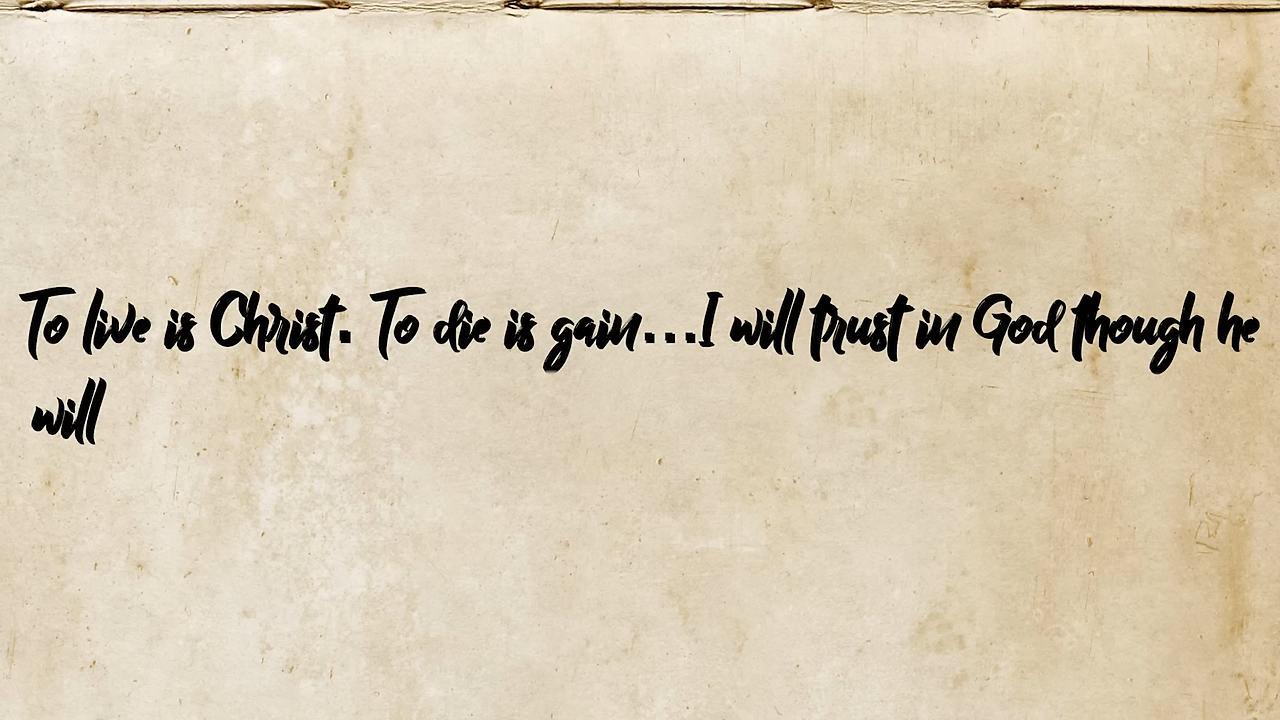 To live is Christ. To die is gain...I will trust in God though he
will